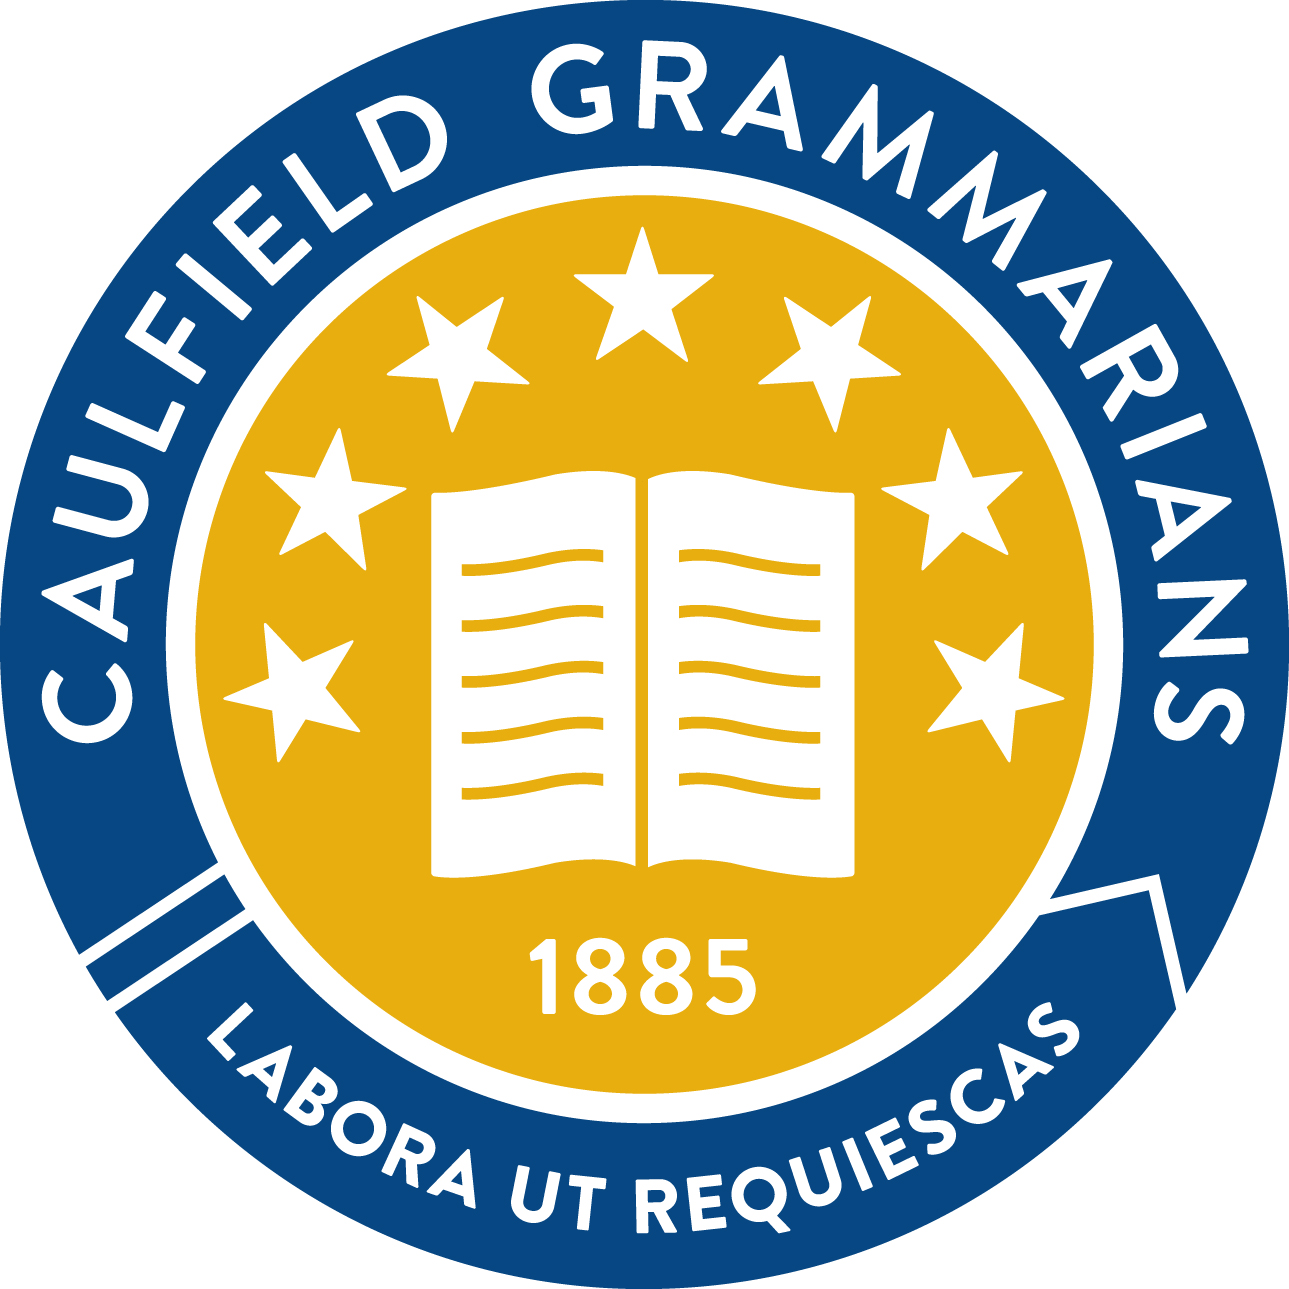 CAULFIELD GRAMMARIANS
1885
LABORA UT REQUIESCAS